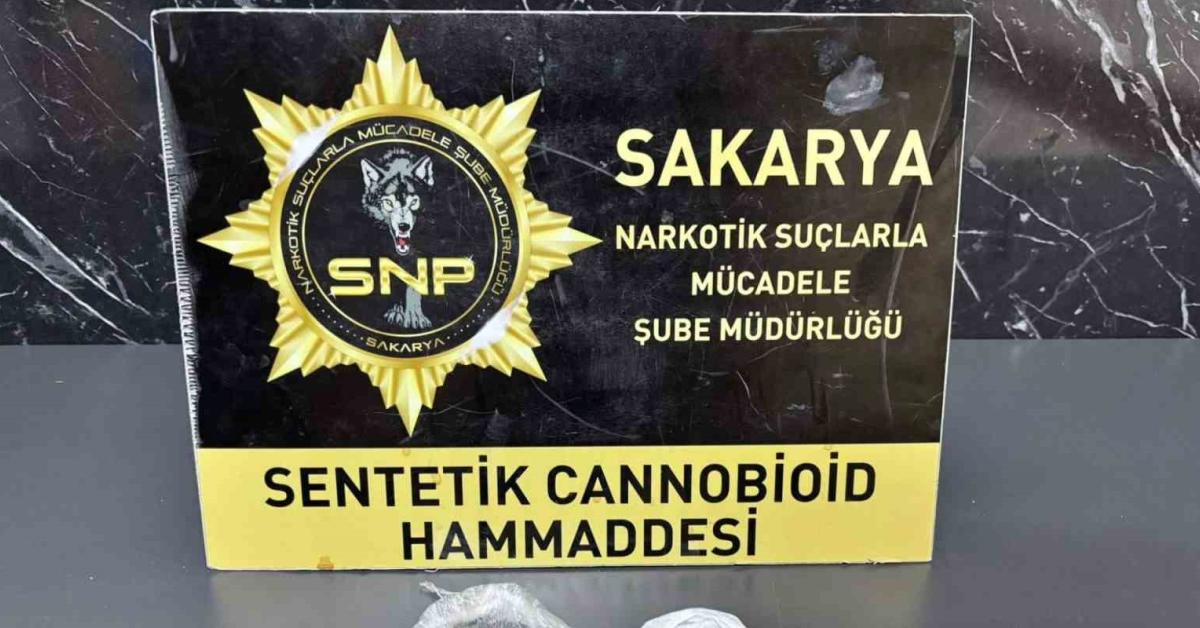 NARKOTİK SUÇLARLA MÜCADELE ŞUBE MÜDÜRLÜĞÜ
SNP
SAKARYA
SAKARYA
NARKOTİK SUÇLARLA
MÜCADELE
ŞUBE MÜDÜRLÜĞÜ
SENTETİK CANNOBİOİD
HAMMADDESİ